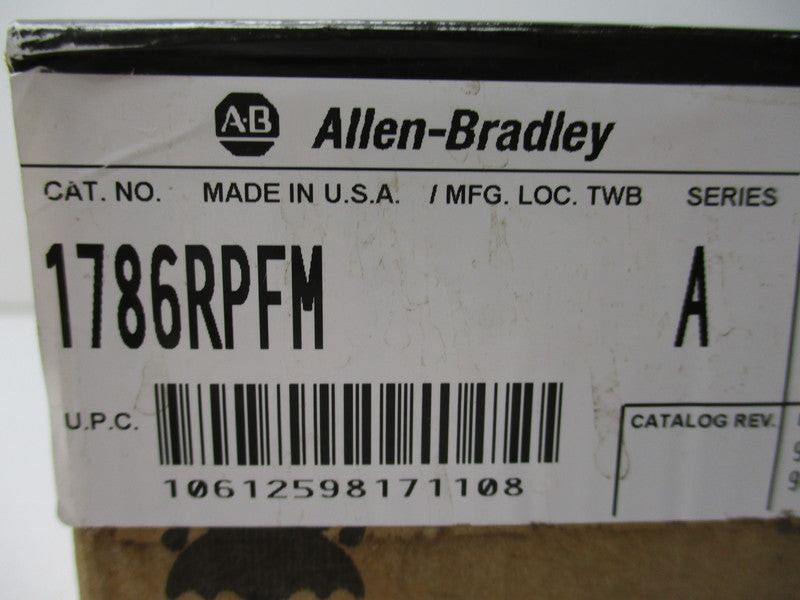 A-B Allen-Bradley
CAT. NO. MADE IN U.S.A. / MFG. LOC. TWB SERIES
1786RPFM A
U.P.C.
CATALOG REV.
10612598171108